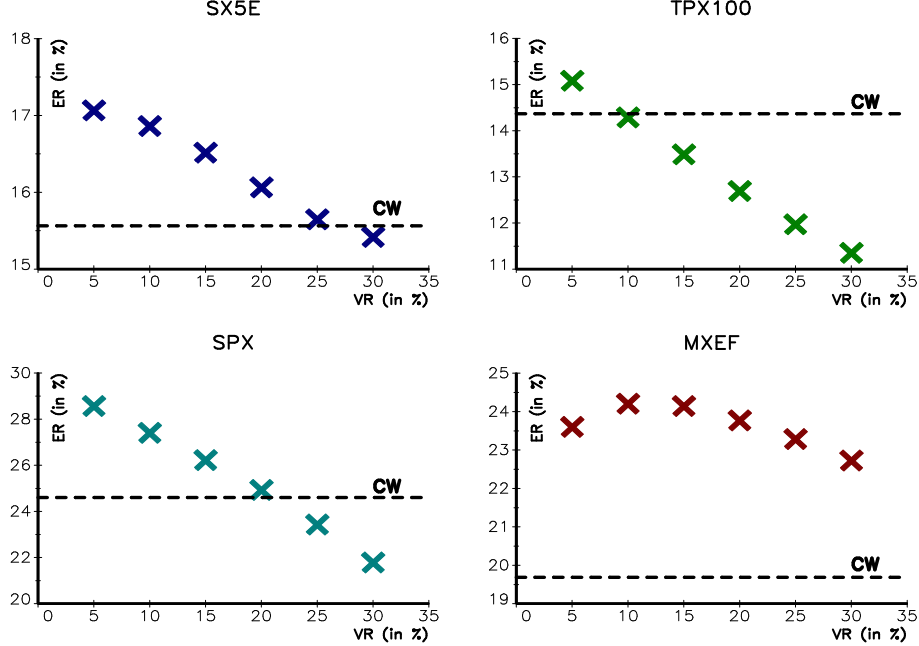 SX5E
18
17
16
15
ER (in %)
CW
0 5 10 15 20 25 30 35
VR (in %)
TPX100
16
15
14
13
12
11
ER (in %)
CW
0 5 10 15 20 25 30 35
VR (in %)
SPX
30
28
26
24
22
20
ER (in %)
CW
0 5 10 15 20 25 30 35
VR (in %)
MXEF
25
24
23
22
21
20
19
ER (in %)
CW
0 5 10 15 20 25 30 35
VR (in %)